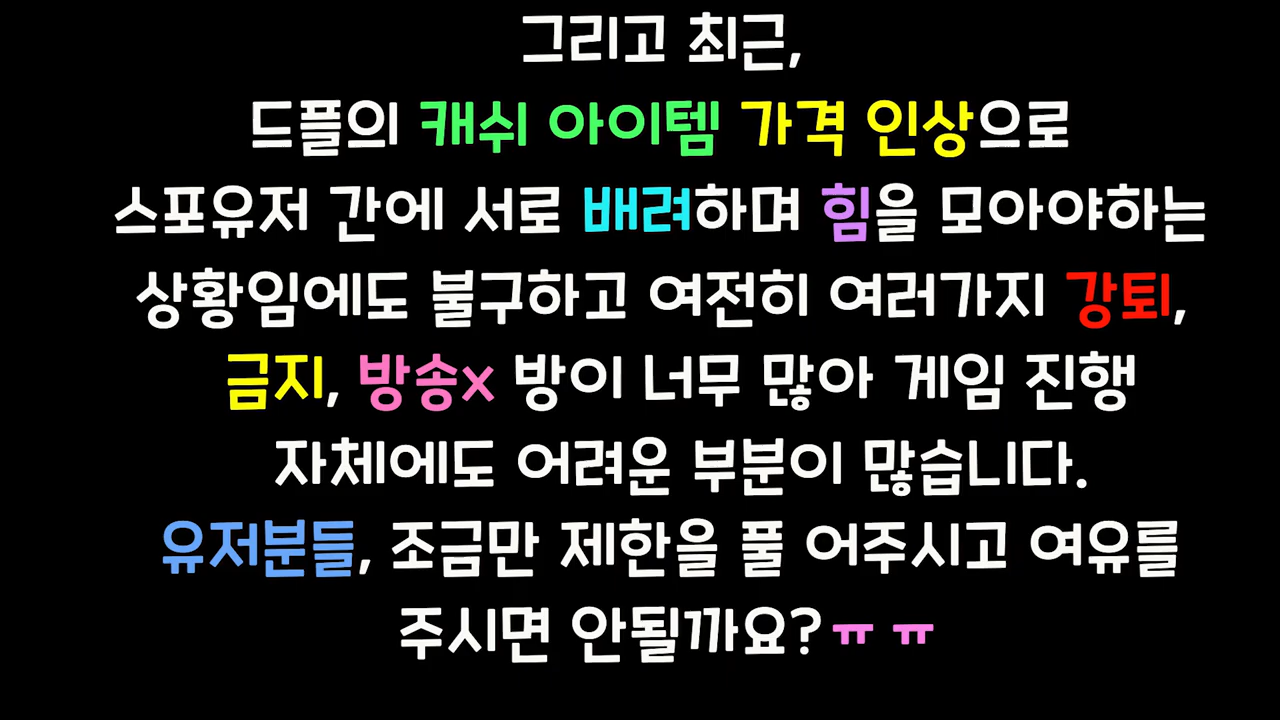 그리고 최근,
드플의 캐쉬 아이템 가격 인상으로
스포유저 간에 서로 배려하며 힘을 모아야하는
상황임에도 불구하고 여전히 여러가지 강퇴,
금지, 방송x 방이 너무 많아 게임 진행
자체에도 어려운 부분이 많습니다.
유저분들, 조금만 제한을 풀 어주시고 여유를
주시면 안될까요?ㅠㅠ